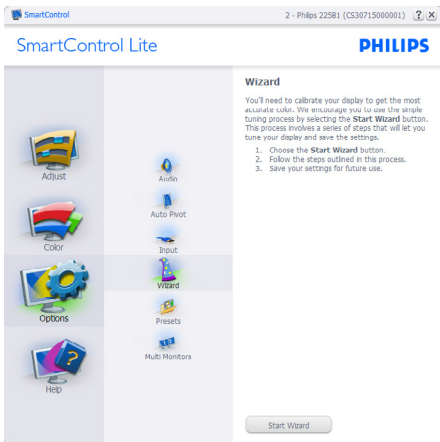 SmartControl
2 - Philips 225B1 (CS30715000001)
SmartControl Lite
PHILIPS
Adjust
Color
Options
Help
Audio
Auto Pivot
Input
Wizard
Presets
Multi Monitors
Wizard
You'll need to calibrate your display to get the most
accurate color. We encourage you to use the simple
tuning process by selecting the Start Wizard button.
This process involves a series of steps that will let you
tune your display and save the settings.
1. Choose the Start Wizard button.
2. Follow the steps outlined in this process.
3. Save your settings for future use.
Start Wizard